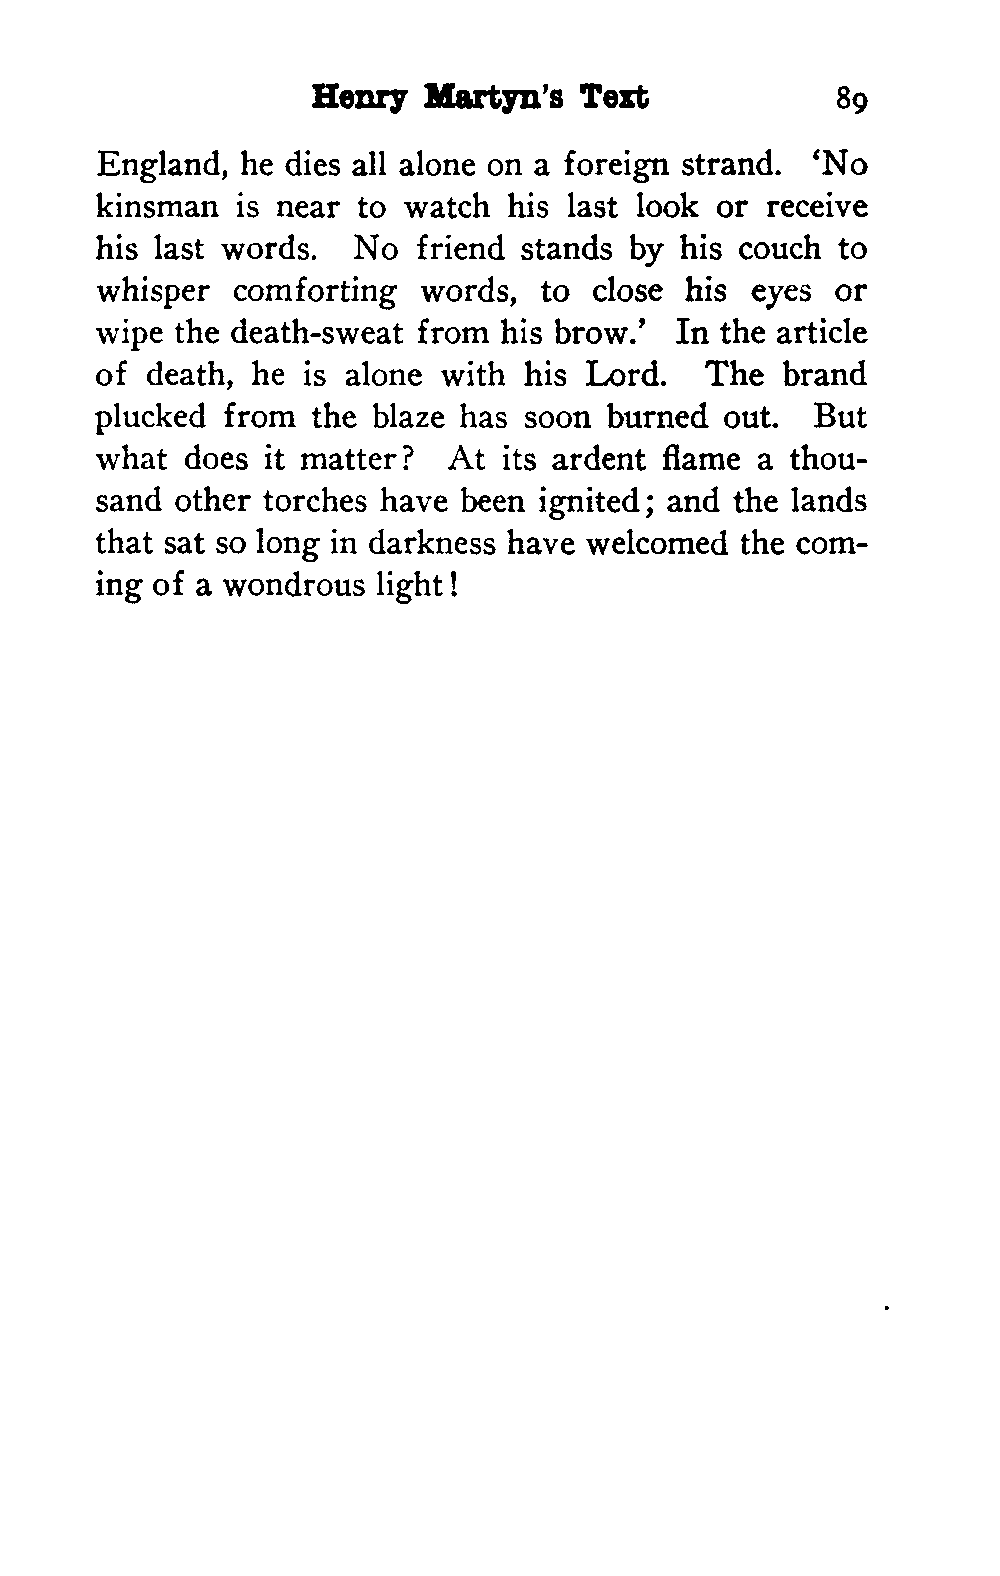 Henry Martyn's Text 89
England, he dies all alone on a foreign strand. ‘No
kinsman is near to watch his last look or receive
his last words. No friend stands by his couch to
whisper comforting words, to close his eyes or
wipe the death-sweat from his brow.’ In the article
of death, he is alone with his Lord. The brand
plucked from the blaze has soon burned out. But
what does it matter? At its ardent flame a thou-
sand other torches have been ignited; and the lands
that sat so long in darkness have welcomed the com-
ing of a wondrous light!